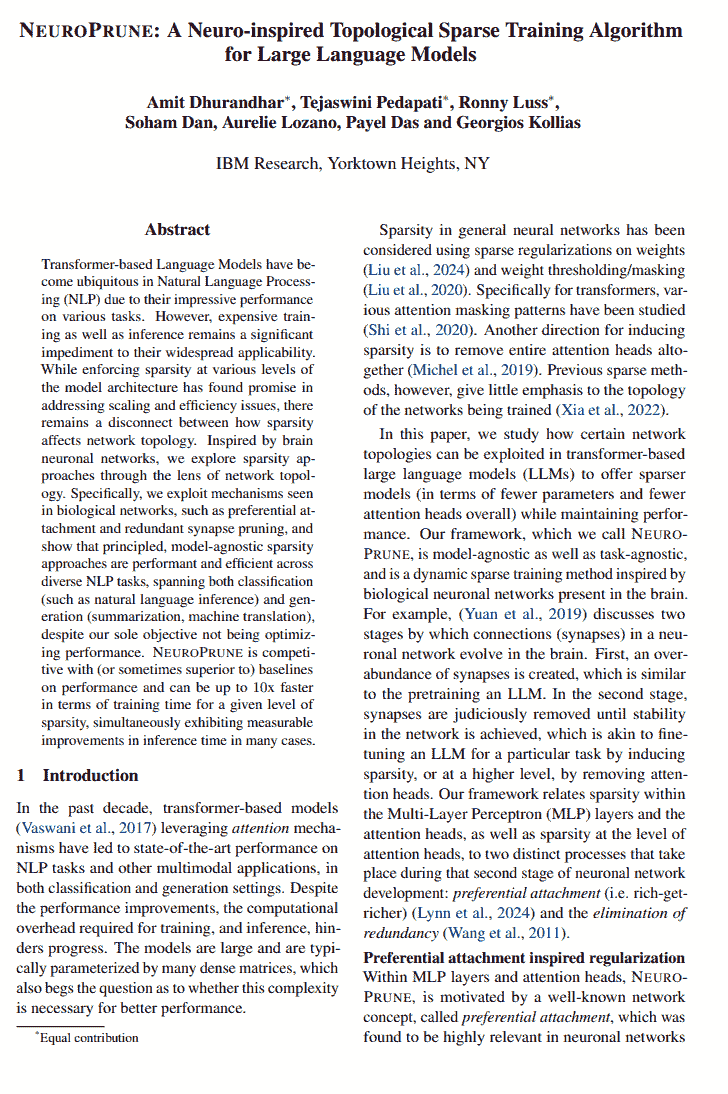 NEUROPRUNE: A Neuro-inspired Topological Sparse Training Algorithm
for Large Language Models
Amit Dhurandhar*, Tejaswini Pedapati*, Ronny Luss*,
Soham Dan, Aurelie Lozano, Payel Das and Georgios Kollias
IBM Research, Yorktown Heights, NY
Abstract
Transformer-based Language Models have be-
come ubiquitous in Natural Language Process-
ing (NLP) due to their impressive performance
on various tasks. However, expensive train-
ing as well as inference remains a significant
impediment to their widespread applicability.
While enforcing sparsity at various levels of
the model architecture has found promise in
addressing scaling and efficiency issues, there
remains a disconnect between how sparsity
affects network topology. Inspired by brain
neuronal networks, we explore sparsity ap-
proaches through the lens of network topol-
ogy. Specifically, we exploit mechanisms seen
in biological networks, such as preferential at-
tachment and redundant synapse pruning, and
show that principled, model-agnostic sparsity
approaches are performant and efficient across
diverse NLP tasks, spanning both classification
(such as natural language inference) and gen-
eration (summarization, machine translation),
despite our sole objective not being optimiz-
ing performance. NEUROPRUNE is competi-
tive with (or sometimes superior to) baselines
on performance and can be up to 10x faster
in terms of training time for a given level of
sparsity, simultaneously exhibiting measurable
improvements in inference time in many cases.
1 Introduction
In the past decade, transformer-based models
(Vaswani et al., 2017) leveraging attention mecha-
nisms have led to state-of-the-art performance on
NLP tasks and other multimodal applications, in
both classification and generation settings. Despite
the performance improvements, the computational
overhead required for training, and inference, hin-
ders progress. The models are large and are typi-
cally parameterized by many dense matrices, which
also begs the question as to whether this complexity
is necessary for better performance.
*Equal contribution
Sparsity in general neural networks has been
considered using sparse regularizations on weights
(Liu et al., 2024) and weight thresholding/masking
(Liu et al., 2020). Specifically for transformers, var-
ious attention masking patterns have been studied
(Shi et al., 2020). Another direction for inducing
sparsity is to remove entire attention heads alto-
gether (Michel et al., 2019). Previous sparse meth-
ods, however, give little emphasis to the topology
of the networks being trained (Xia et al., 2022).
In this paper, we study how certain network
topologies can be exploited in transformer-based
large language models (LLMs) to offer sparser
models (in terms of fewer parameters and fewer
attention heads overall) while maintaining perfor-
mance. Our framework, which we call NEURO-
PRUNE, is model-agnostic as well as task-agnostic,
and is a dynamic sparse training method inspired by
biological neuronal networks present in the brain.
For example, (Yuan et al., 2019) discusses two
stages by which connections (synapses) in a neu-
ronal network evolve in the brain. First, an over-
abundance of synapses is created, which is similar
to the pretraining an LLM. In the second stage,
synapses are judiciously removed until stability
in the network is achieved, which is akin to fine-
tuning an LLM for a particular task by inducing
sparsity, or at a higher level, by removing atten-
tion heads. Our framework relates sparsity within
the Multi-Layer Perceptron (MLP) layers and the
attention heads, as well as sparsity at the level of
attention heads, to two distinct processes that take
place during that second stage of neuronal network
development: preferential attachment (i.e. rich-get-
richer) (Lynn et al., 2024) and the elimination of
redundancy (Wang et al., 2011).
Preferential attachment inspired regularization
Within MLP layers and attention heads, NEURO-
PRUNE, is motivated by a well-known network
concept, called preferential attachment, which was
found to be highly relevant in neuronal networks